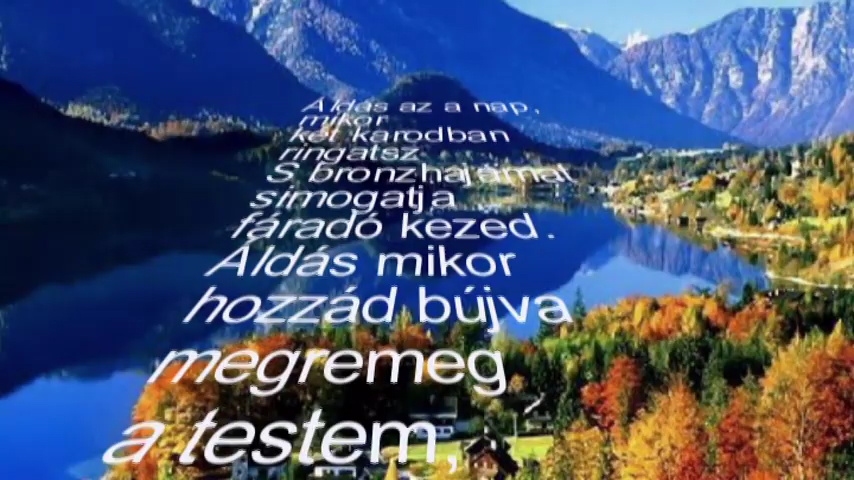 Áldás az a nap,
mikor
két karodban
ringatsz
S bronzhajamat
simogatja
fáradó kezed.
Áldás mikor
hozzád bújva
megremeg
a testem,